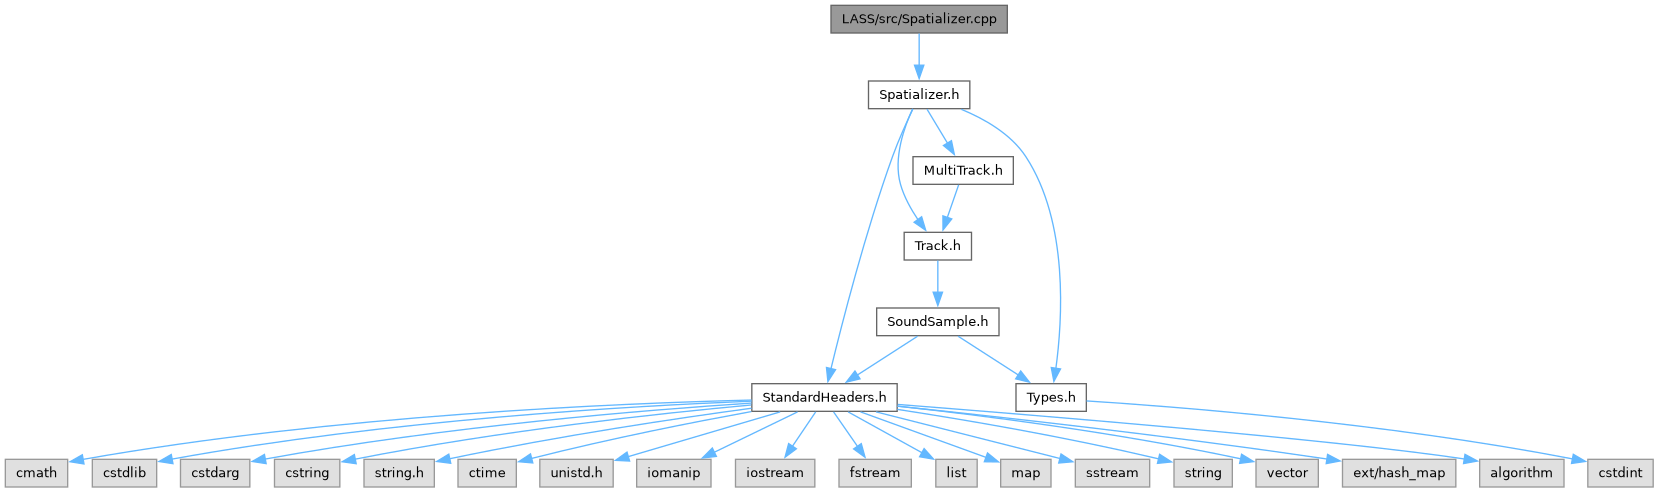 LASS/src/Spatializer.cpp
Spatializer.h
MultiTrack.h
Track.h
SoundSample.h
StandardHeaders.h
Types.h
cmath
cstdlib
cstdarg
cstring
string.h
ctime
unistd.h
iomanip
iostream
fstream
list
map
sstream
string
vector
ext/hash_map
algorithm
cstdint